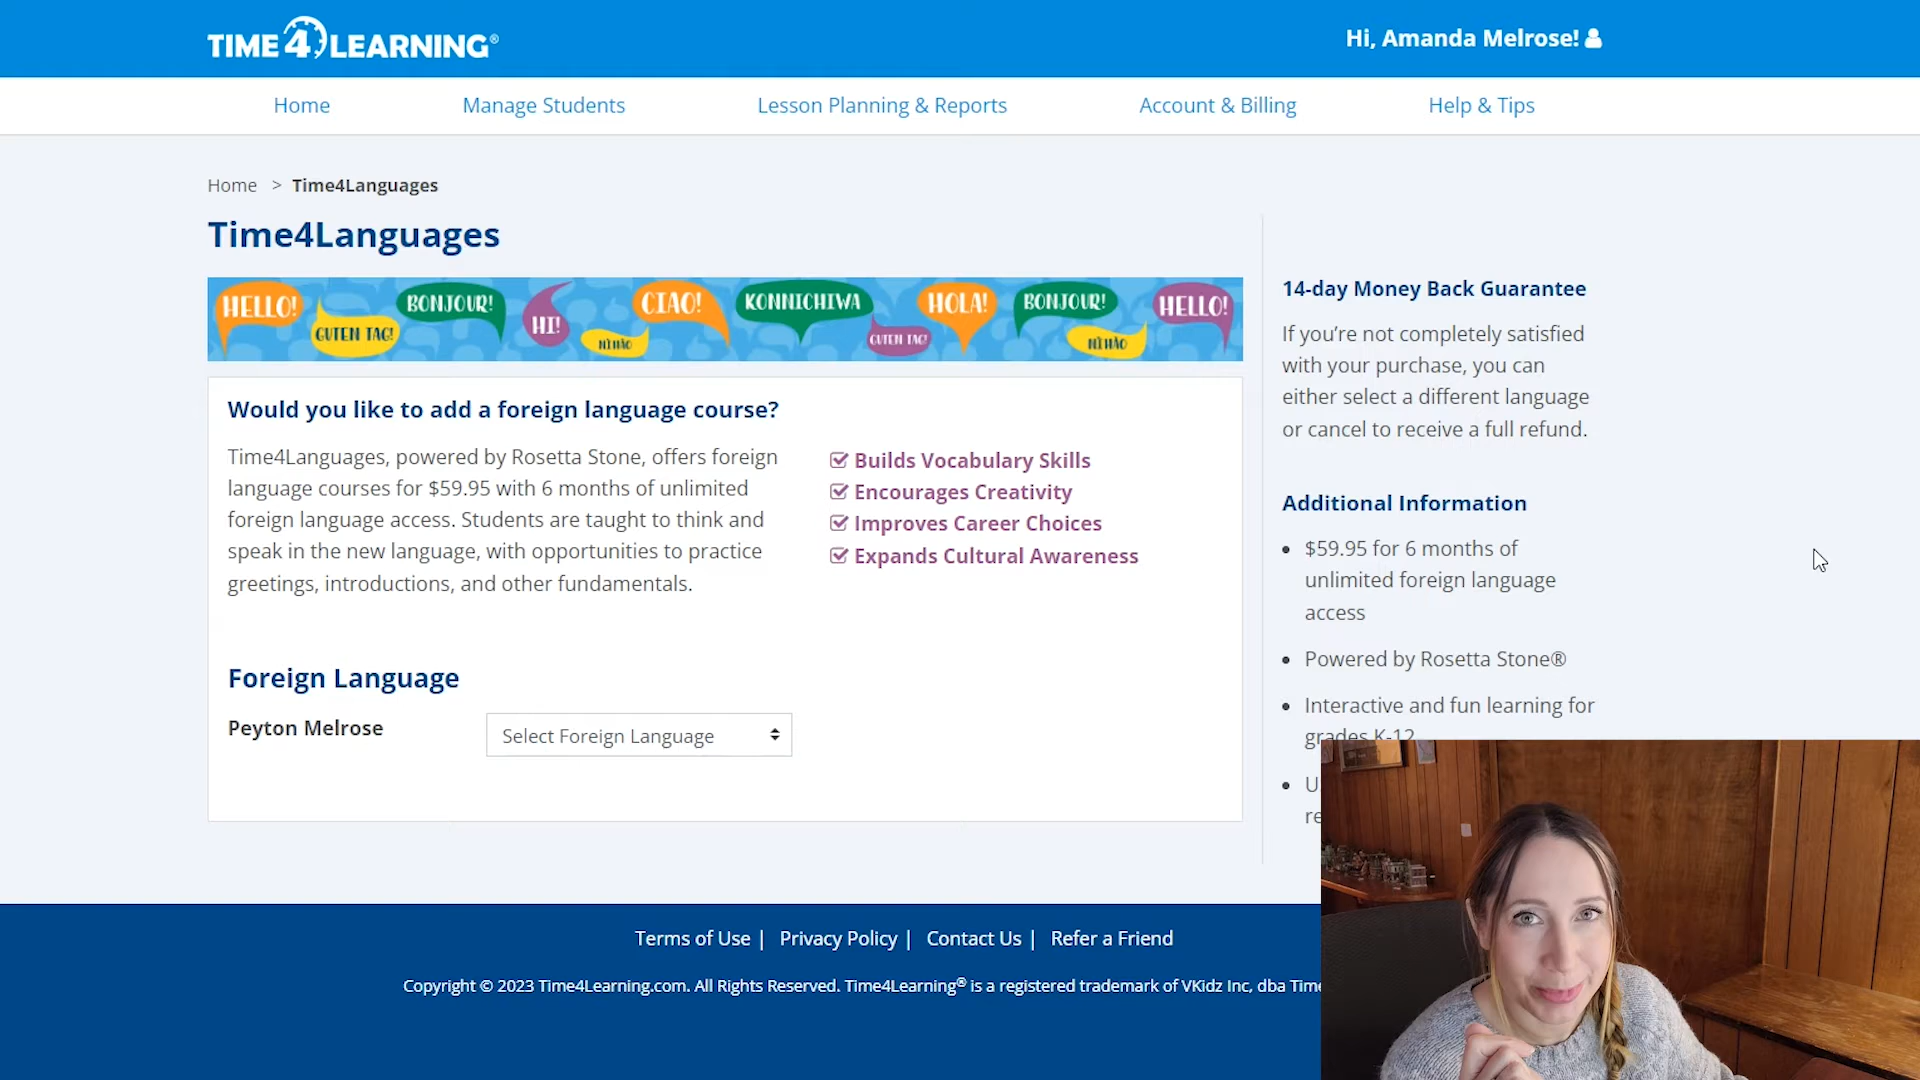 TIME4LEARNING®
Hi, Amanda Melrose!
Home
Manage Students
Lesson Planning & Reports
Account & Billing
Help & Tips
Home > Time4Languages
Time4Languages
HELLO!
GUTEN TAG!
BONJOUR!
HI!
NǏ HǍO
CIAO!
KONNICHIWA
GUTEN TAG!
HOLA!
BONJOUR!
NǏ HǍO
HELLO!
Would you like to add a foreign language course?
Time4Languages, powered by Rosetta Stone, offers foreign
language courses for $59.95 with 6 months of unlimited
foreign language access. Students are taught to think and
speak in the new language, with opportunities to practice
greetings, introductions, and other fundamentals.
Builds Vocabulary Skills
Encourages Creativity
Improves Career Choices
Expands Cultural Awareness
Foreign Language
Peyton Melrose
Select Foreign Language
14-day Money Back Guarantee
If you’re not completely satisfied
with your purchase, you can
either select a different language
or cancel to receive a full refund.
Additional Information
• $59.95 for 6 months of
unlimited foreign language
access
• Powered by Rosetta Stone®
• Interactive and fun learning for
grades K-12
Terms of Use | Privacy Policy | Contact Us | Refer a Friend
Copyright © 2023 Time4Learning.com. All Rights Reserved. Time4Learning® is a registered trademark of VKidz Inc, dba